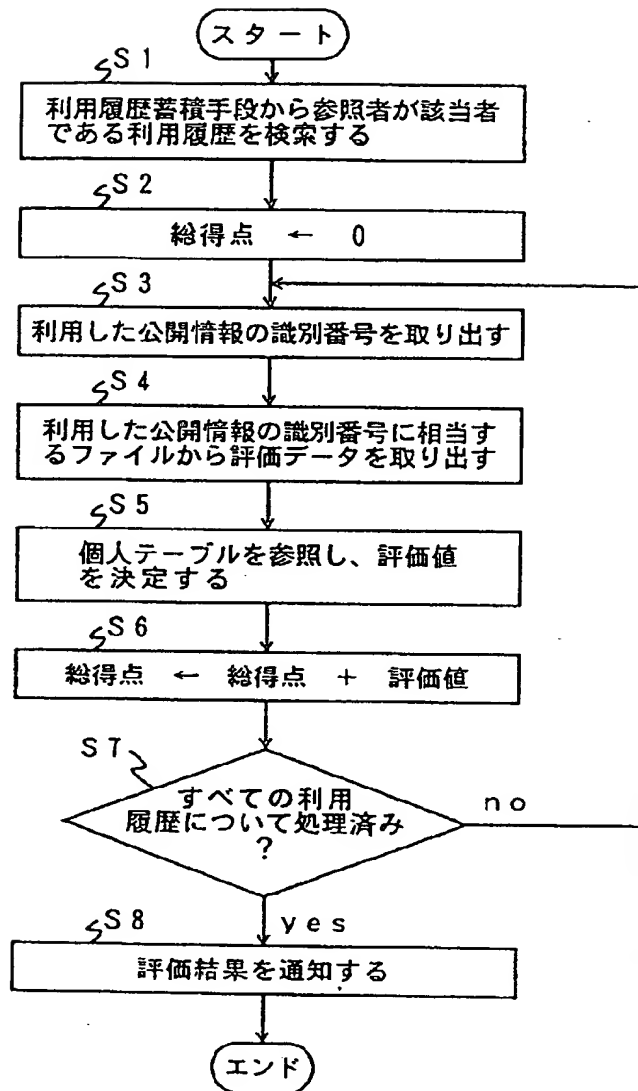 スタート
S1
利用履歴蓄積手段から参照者が該当者
である利用履歴を検索する
S2
総得点 ← 0
S3
利用した公開情報の識別番号を取り出す
S4
利用した公開情報の識別番号に相当す
るファイルから評価データを取り出す
S5
個人テーブルを参照し、評価値
を決定する
S6
総得点 ← 総得点 + 評価値
S7
すべての利用
履歴について処理済み
?
no
yes
S8
評価結果を通知する
エンド